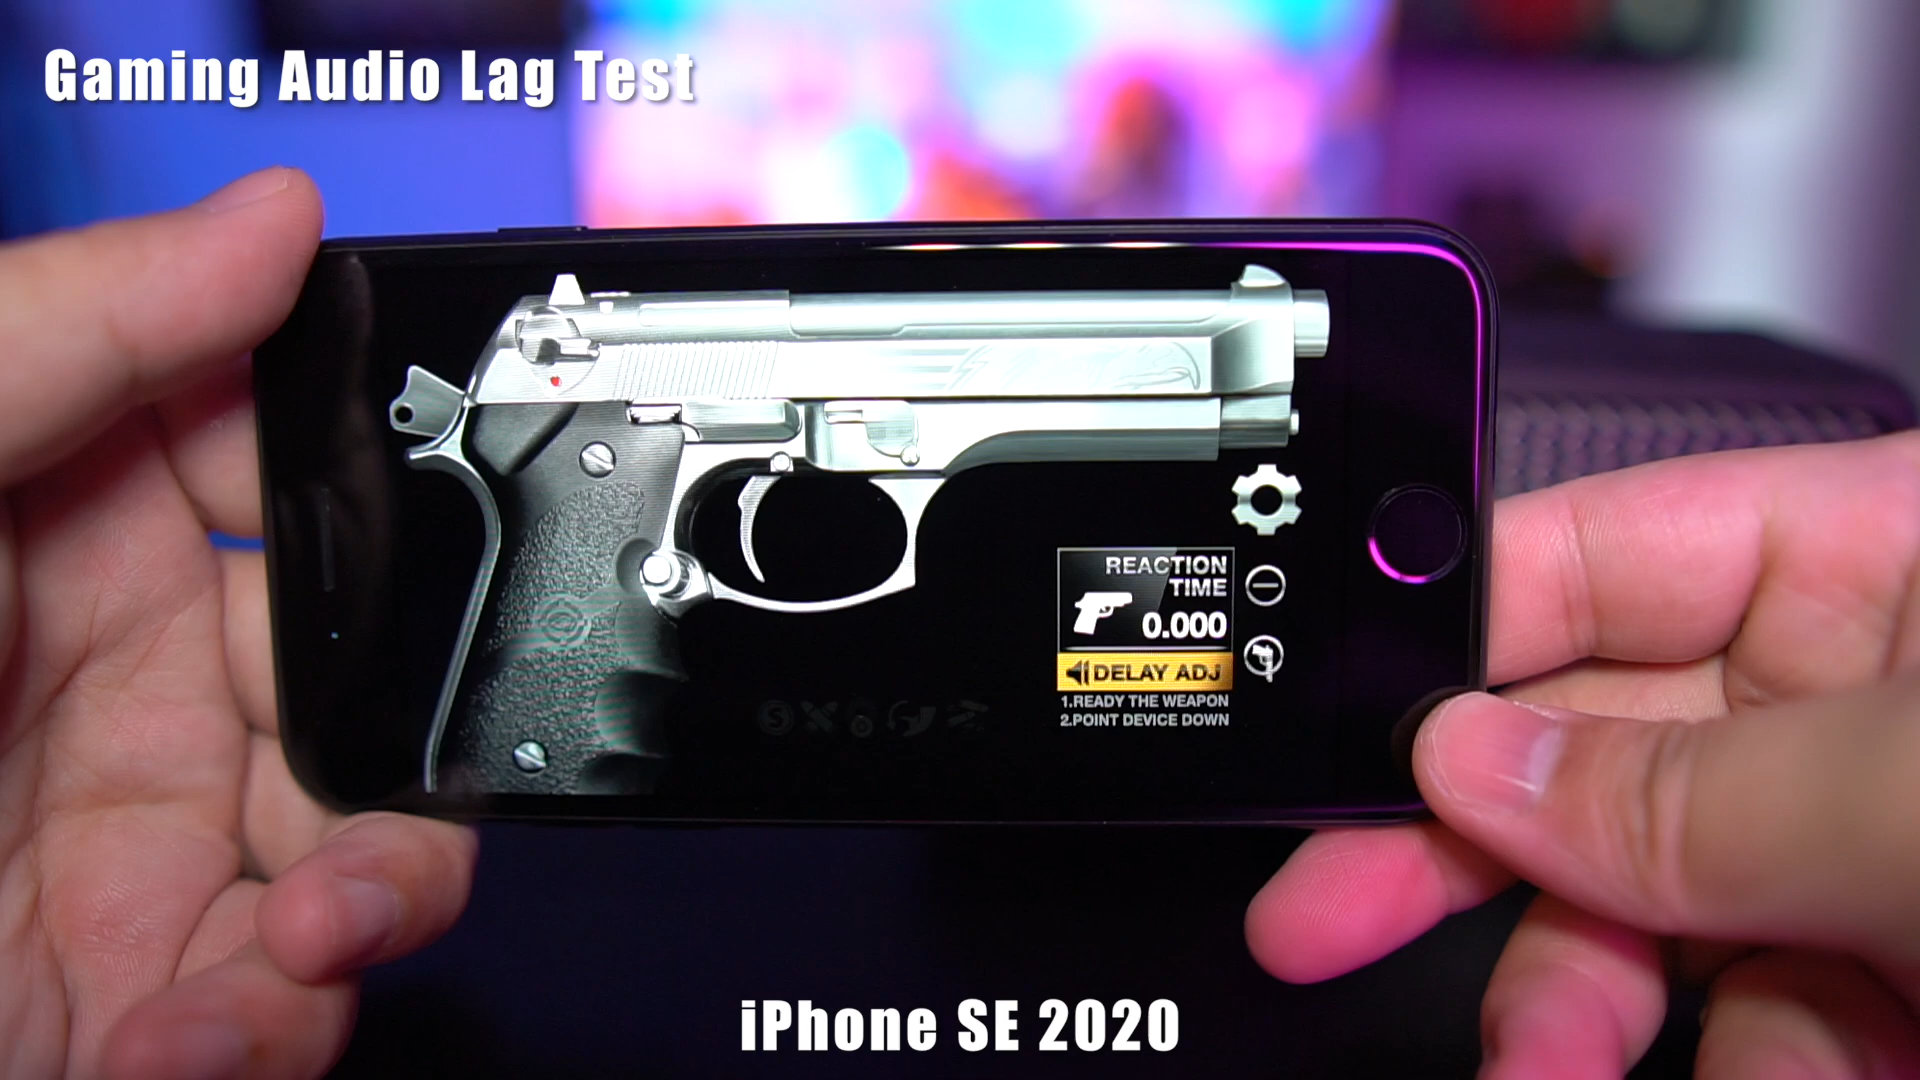 Gaming Audio Lag Test
REACTION
TIME
0.000
DELAY ADJ
1.READY THE WEAPON
2.POINT DEVICE DOWN
iPhone SE 2020